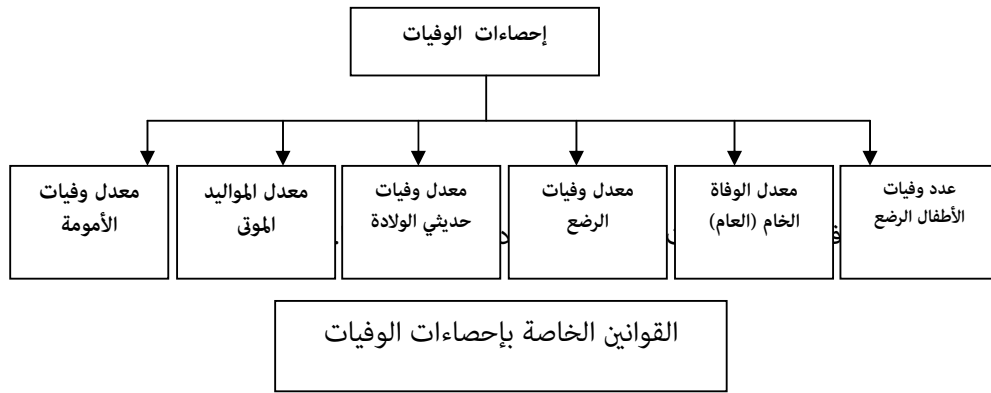 إحصاءات الوفيات
عدد وفيات
الأطفال الرضع
معدل الوفاة
الخام (العام)
معدل وفيات
الرضع
معدل وفيات
حديثي الولادة
معدل المواليد
الموتى
معدل وفيات
الأمومة
القوانين الخاصة بإحصاءات الوفيات